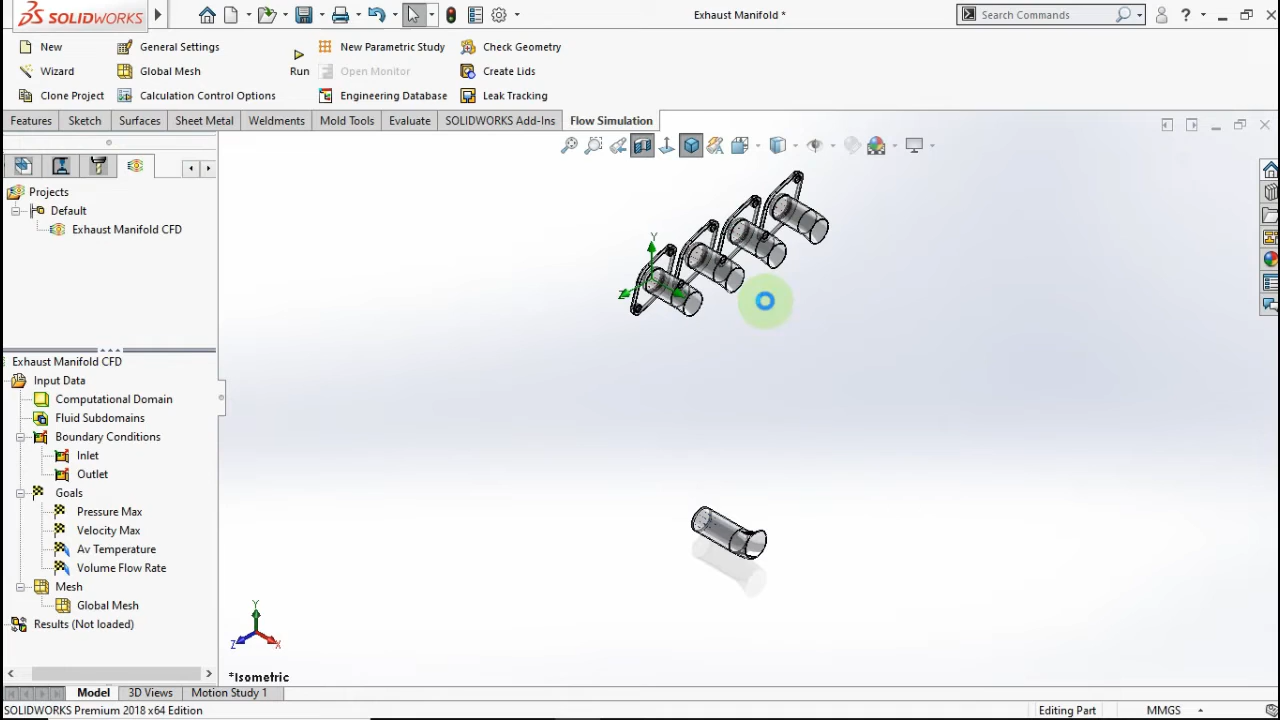 SOLIDWORKS
Exhaust Manifold *
Search Commands
?
New
General Settings
New Parametric Study
Check Geometry
Wizard
Global Mesh
Run
Open Monitor
Create Lids
Clone Project
Calculation Control Options
Engineering Database
Leak Tracking
Features
Sketch
Surfaces
Sheet Metal
Weldments
Mold Tools
Evaluate
SOLIDWORKS Add-Ins
Flow Simulation
Projects
Default
Exhaust Manifold CFD
Y
Z
Exhaust Manifold CFD
Input Data
Computational Domain
Fluid Subdomains
Boundary Conditions
Inlet
Outlet
Goals
Pressure Max
Velocity Max
Av Temperature
Volume Flow Rate
Mesh
Global Mesh
Results (Not loaded)
Y
Z
X
*Isometric
Model
3D Views
Motion Study 1
SOLIDWORKS Premium 2018 x64 Edition
Editing Part
MMGS